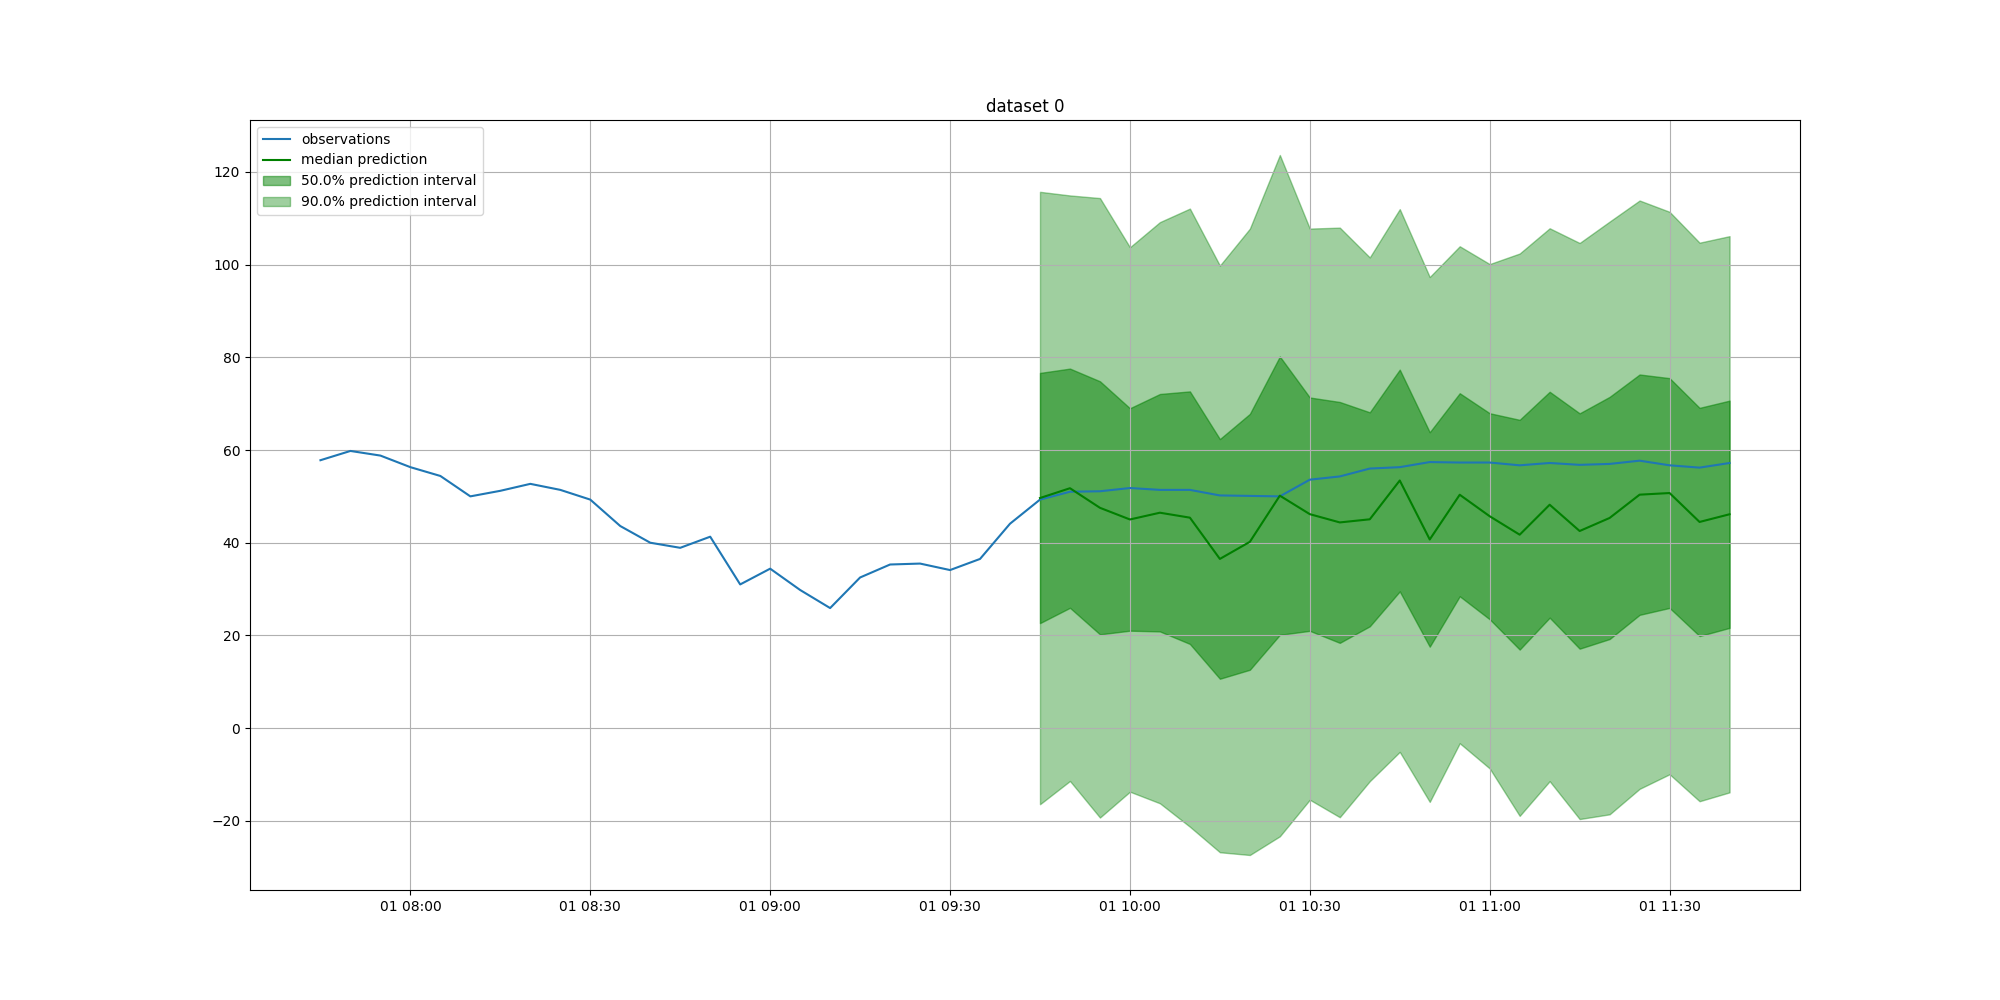 dataset 0
observations
median prediction
50.0% prediction interval
90.0% prediction interval
120
100
80
60
40
20
0
−20
01 08:00 01 08:30 01 09:00 01 09:30 01 10:00 01 10:30 01 11:00 01 11:30